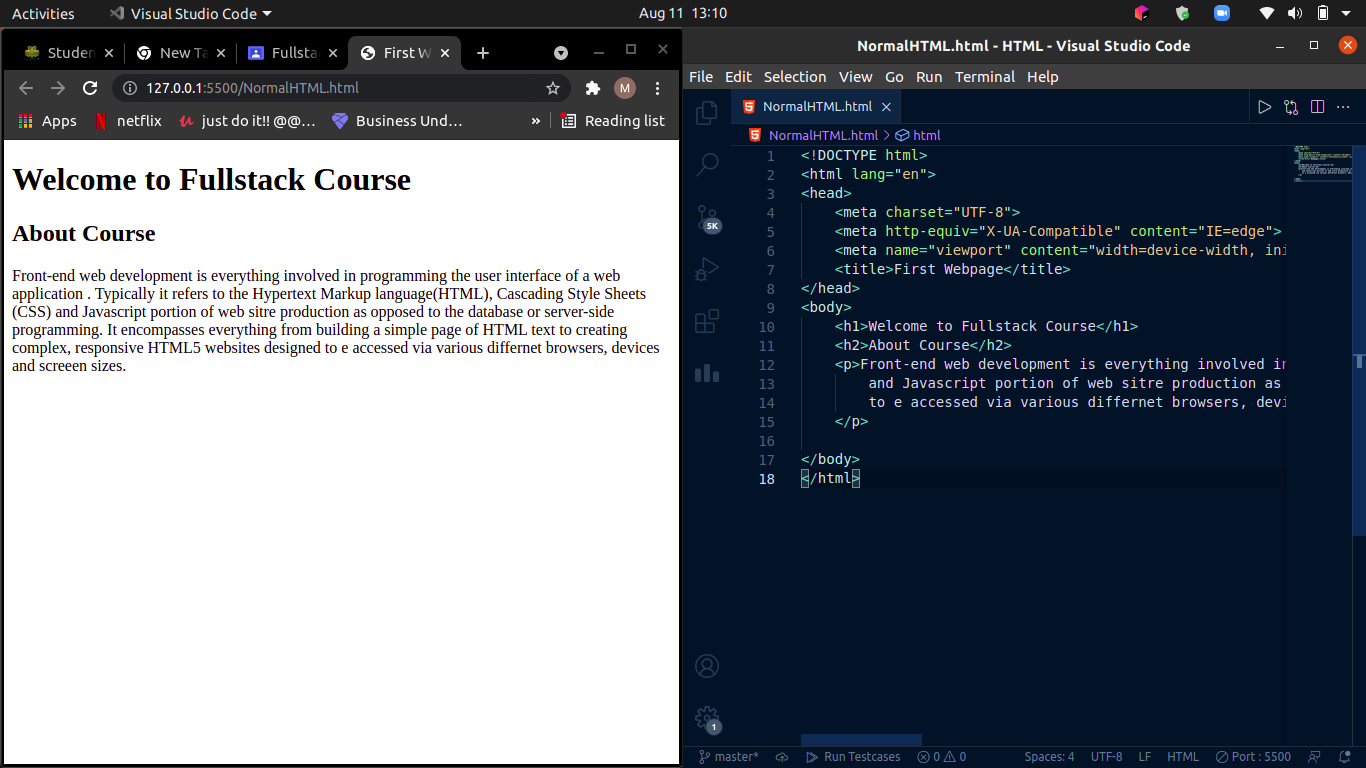 Activities Visual Studio Code Aug 11 13:10
Studen New Ta Fullsta First W
127.0.0.1:5500/NormalHTML.html M
Apps netflix just do it!! @@... Business Und... » Reading list
Welcome to Fullstack Course
About Course
Front-end web development is everything involved in programming the user interface of a web
application . Typically it refers to the Hypertext Markup language(HTML), Cascading Style Sheets
(CSS) and Javascript portion of web sitre production as opposed to the database or server-side
programming. It encompasses everything from building a simple page of HTML text to creating
complex, responsive HTML5 websites designed to e accessed via various differnet browsers, devices
and screeen sizes.
NormalHTML.html - HTML - Visual Studio Code
File Edit Selection View Go Run Terminal Help
NormalHTML.html
NormalHTML.html > html
5K
1 <!DOCTYPE html>
2 <html lang="en">
3 <head>
4 <meta charset="UTF-8">
5 <meta http-equiv="X-UA-Compatible" content="IE=edge">
6 <meta name="viewport" content="width=device-width, ini
7 <title>First Webpage</title>
8 </head>
9 <body>
10 <h1>Welcome to Fullstack Course</h1>
11 <h2>About Course</h2>
12 <p>Front-end web development is everything involved in
13 and Javascript portion of web sitre production as
14 to e accessed via various differnet browsers, devi
15 </p>
16
17 </body>
18 </html>
1
master* Run Testcases 0 0 Spaces: 4 UTF-8 LF HTML Port : 5500